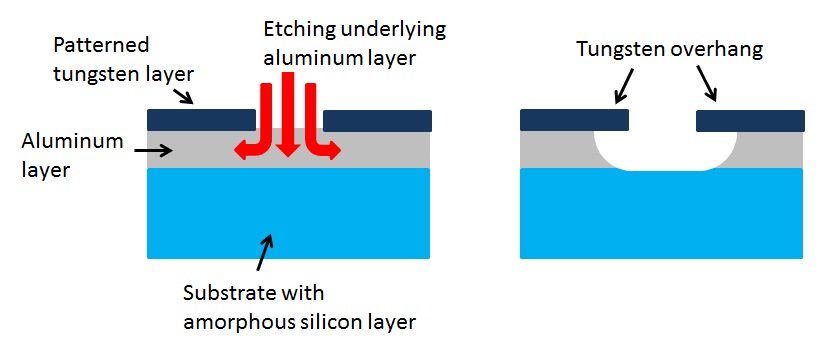 Etching underlying
aluminum layer
Patterned
tungsten layer
Aluminum
layer
Substrate with
amorphous silicon layer
Tungsten overhang